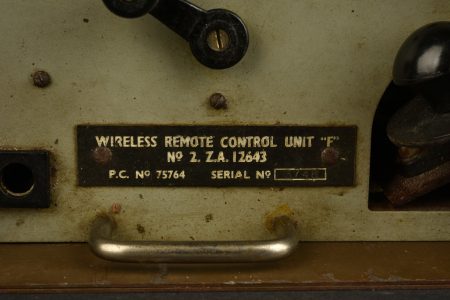 WIRELESS REMOTE CONTROL UNIT "F"
Nº 2. Z.A. 12643
P.C. Nº 75764 SERIAL Nº